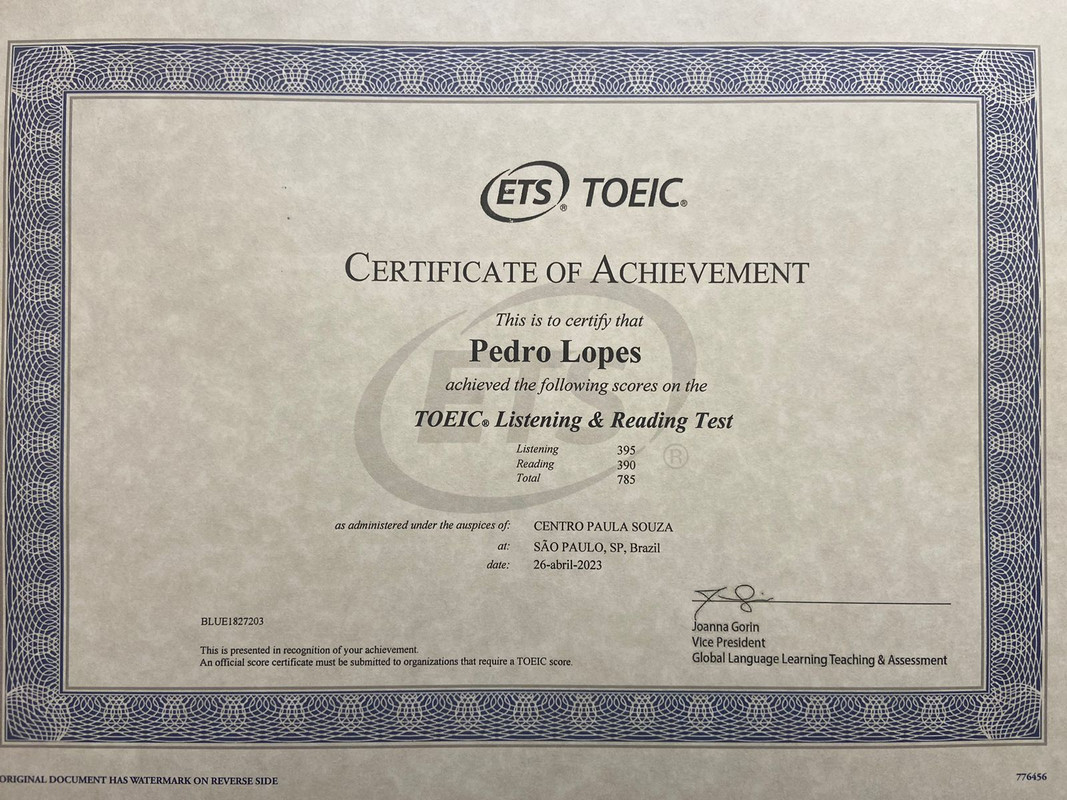 ETS® TOEIC®
CERTIFICATE OF ACHIEVEMENT
ETS®
This is to certify that
Pedro Lopes
achieved the following scores on the
TOEIC® Listening & Reading Test
Listening 395
Reading 390
Total 785
as administered under the auspices of: CENTRO PAULA SOUZA
at: SÃO PAULO, SP, Brazil
date: 26-abril-2023
BLUE1827203
This is presented in recognition of your achievement.
An official score certificate must be submitted to organizations that require a TOEIC score.
Joanna Gorin
Vice President
Global Language Learning Teaching & Assessment
ORIGINAL DOCUMENT HAS WATERMARK ON REVERSE SIDE
776456